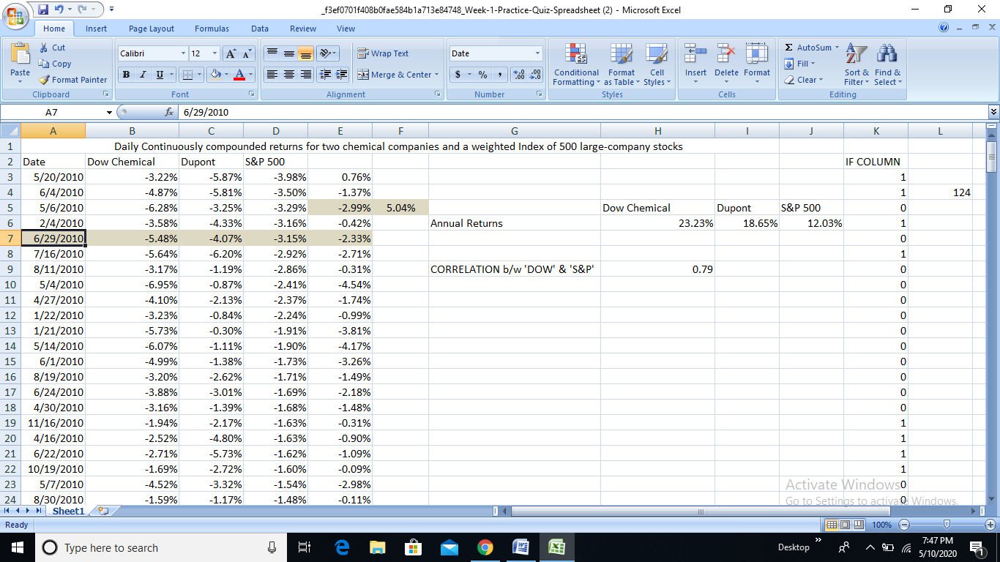 _f3ef0701f408b0fae584b1a713e84748_Week-1-Practice-Quiz-Spreadsheet (2) - Microsoft Excel
Home Insert Page Layout Formulas Data Review View
Paste Cut Copy Format Painter Clipboard
Calibri 12 A A B I U A Font
Wrap Text Merge & Center Alignment
Date $ % , .0 .00 .00 .0 Number
Conditional Formatting Format as Table Cell Styles Styles
Insert Delete Format Cells
Σ AutoSum Fill Clear Sort & Filter Find & Select Editing
A7 fx 6/29/2010
A B C D E F G H I J K L
1 Daily Continuously compounded returns for two chemical companies and a weighted Index of 500 large-company stocks
2 Date Dow Chemical Dupont S&P 500 IF COLUMN
3 5/20/2010 -3.22% -5.87% -3.98% 0.76% 1
4 6/4/2010 -4.87% -5.81% -3.50% -1.37% 1 124
5 5/6/2010 -6.28% -3.25% -3.29% -2.99% 5.04% Dow Chemical Dupont S&P 500 0
6 2/4/2010 -3.58% -4.33% -3.16% -0.42% Annual Returns 23.23% 18.65% 12.03% 1
7 6/29/2010 -5.48% -4.07% -3.15% -2.33% 0
8 7/16/2010 -5.64% -6.20% -2.92% -2.71% 1
9 8/11/2010 -3.17% -1.19% -2.86% -0.31% CORRELATION b/w 'DOW' & 'S&P' 0.79 0
10 5/4/2010 -6.95% -0.87% -2.41% -4.54% 0
11 4/27/2010 -4.10% -2.13% -2.37% -1.74% 0
12 1/22/2010 -3.23% -0.84% -2.24% -0.99% 0
13 1/21/2010 -5.73% -0.30% -1.91% -3.81% 0
14 5/14/2010 -6.07% -1.11% -1.90% -4.17% 0
15 6/1/2010 -4.99% -1.38% -1.73% -3.26% 0
16 8/19/2010 -3.20% -2.62% -1.71% -1.49% 0
17 6/24/2010 -3.88% -3.01% -1.69% -2.18% 0
18 4/30/2010 -3.16% -1.39% -1.68% -1.48% 0
19 11/16/2010 -1.94% -2.17% -1.63% -0.31% 1
20 4/16/2010 -2.52% -4.80% -1.63% -0.90% 1
21 6/22/2010 -2.71% -5.73% -1.62% -1.09% 1
22 10/19/2010 -1.69% -2.72% -1.60% -0.09% 1
23 5/7/2010 -4.52% -3.32% -1.54% -2.98% 0
24 8/30/2010 -1.59% -1.17% -1.48% -0.11% 0
Activate Windows
Go to Settings to activate Windows.
Sheet1
Ready 100%
Type here to search Desktop 7:47 PM
5/10/2020 1